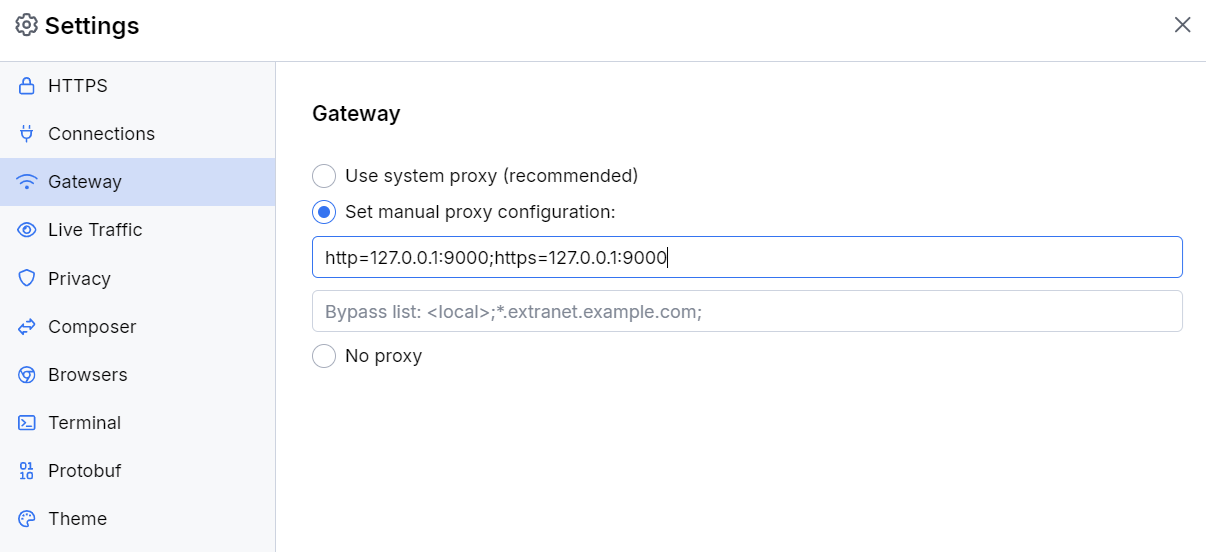 Settings
HTTPS
Connections
Gateway
Live Traffic
Privacy
Composer
Browsers
Terminal
Protobuf
Theme
Gateway
Use system proxy (recommended)
Set manual proxy configuration:
http=127.0.0.1:9000;https=127.0.0.1:9000
Bypass list: <local>;*.extranet.example.com;
No proxy